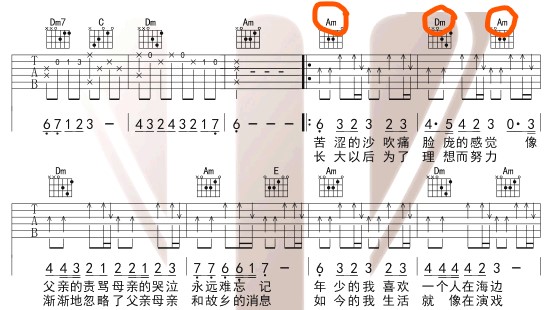 Dm7 C Dm Am Am Dm Am
T 0 1 3 0 0 1 0
A
B
6 7 1 2 3 – | 4 3 2 4 3 2 1 7 | 6 – – – |: 6 3 2 3 2 3 | 4· 5 4 2 3 0·3
苦 涩的沙 吹痛 脸 庞的感觉 像
长 大以后 为了 理 想而努力
Dm Am E Am Dm Am
T
A
B
4 4 3 2 1 2 2 1 2 | 7 7 6 6 6 1 7 – | 6 3 2 3 2 3 | 4 4 4 4 2 3 –
父亲的责骂母亲的哭泣 永远难忘 记 年 少的我 喜欢 一个人在海边
渐渐地忽略了父亲母亲 和故乡的消息 如 今的我 生活 就 像在演戏